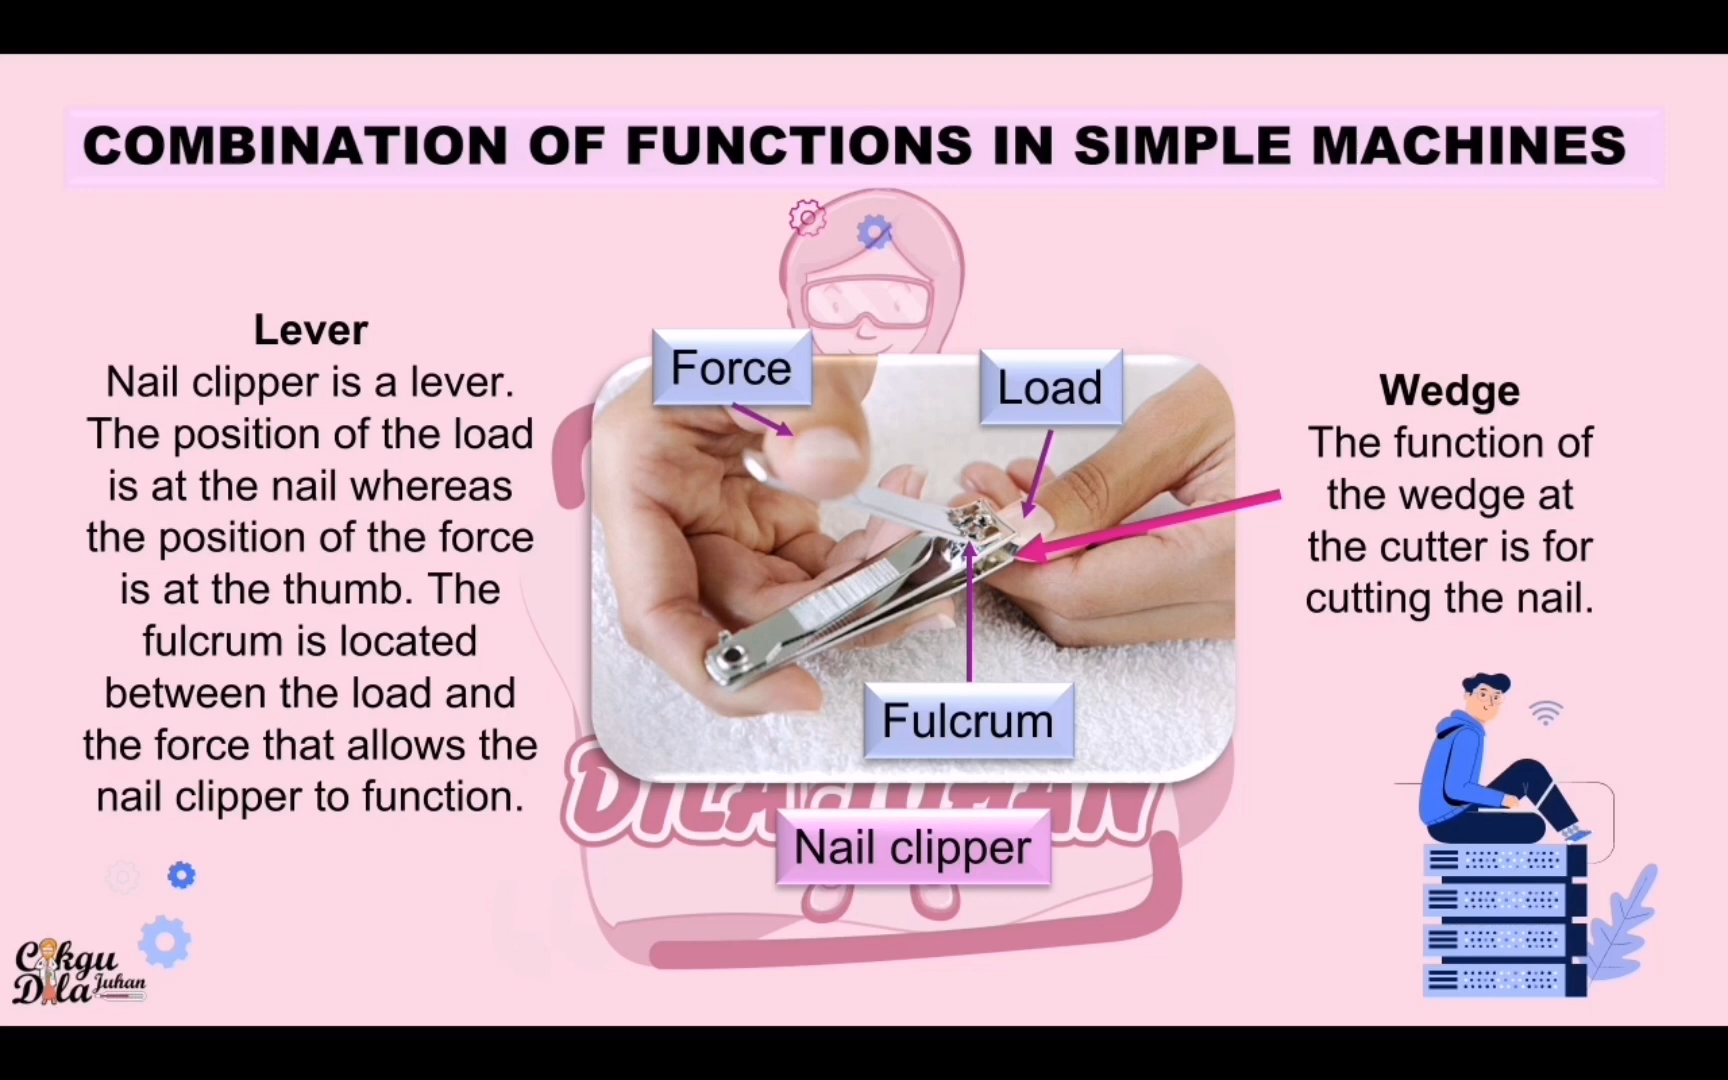 COMBINATION OF FUNCTIONS IN SIMPLE MACHINES
Lever
Nail clipper is a lever.
The position of the load
is at the nail whereas
the position of the force
is at the thumb. The
fulcrum is located
between the load and
the force that allows the
nail clipper to function.
Force
Load
Fulcrum
Nail clipper
Wedge
The function of
the wedge at
the cutter is for
cutting the nail.
DILA JUHAN
Cikgu
Dila Juhan